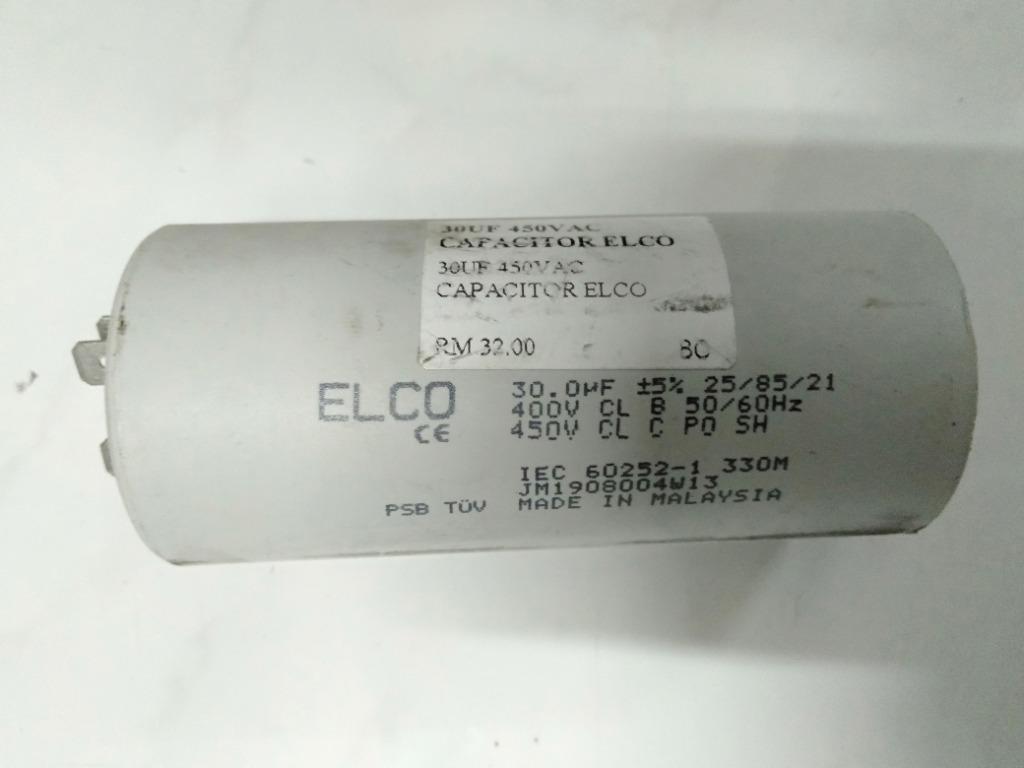 30UF 450VAC
CAPACITOR ELCO
30UF 450VAC
CAPACITOR ELCO
RM 32.00 80
ELCO 30.0µF ±5% 25/85/21
400V CL B 50/60Hz
CE 450V CL C P0 SH
IEC 60252-1 330M
JM1908004W13
PSB TÜV MADE IN MALAYSIA